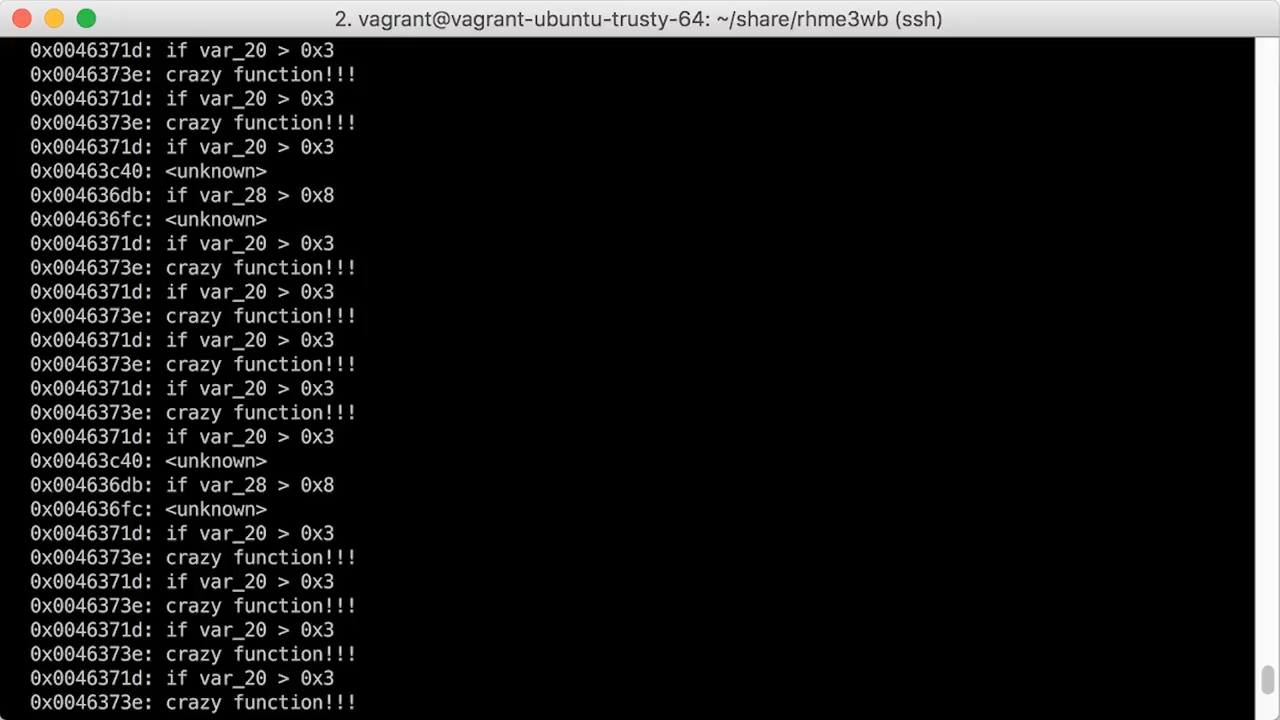 2. vagrant@vagrant-ubuntu-trusty-64: ~/share/rhme3wb (ssh)
0x0046371d: if var_20 > 0x3
0x0046373e: crazy function!!!
0x0046371d: if var_20 > 0x3
0x0046373e: crazy function!!!
0x0046371d: if var_20 > 0x3
0x00463c40: <unknown>
0x004636db: if var_28 > 0x8
0x004636fc: <unknown>
0x0046371d: if var_20 > 0x3
0x0046373e: crazy function!!!
0x0046371d: if var_20 > 0x3
0x0046373e: crazy function!!!
0x0046371d: if var_20 > 0x3
0x0046373e: crazy function!!!
0x0046371d: if var_20 > 0x3
0x0046373e: crazy function!!!
0x0046371d: if var_20 > 0x3
0x00463c40: <unknown>
0x004636db: if var_28 > 0x8
0x004636fc: <unknown>
0x0046371d: if var_20 > 0x3
0x0046373e: crazy function!!!
0x0046371d: if var_20 > 0x3
0x0046373e: crazy function!!!
0x0046371d: if var_20 > 0x3
0x0046373e: crazy function!!!
0x0046371d: if var_20 > 0x3
0x0046373e: crazy function!!!